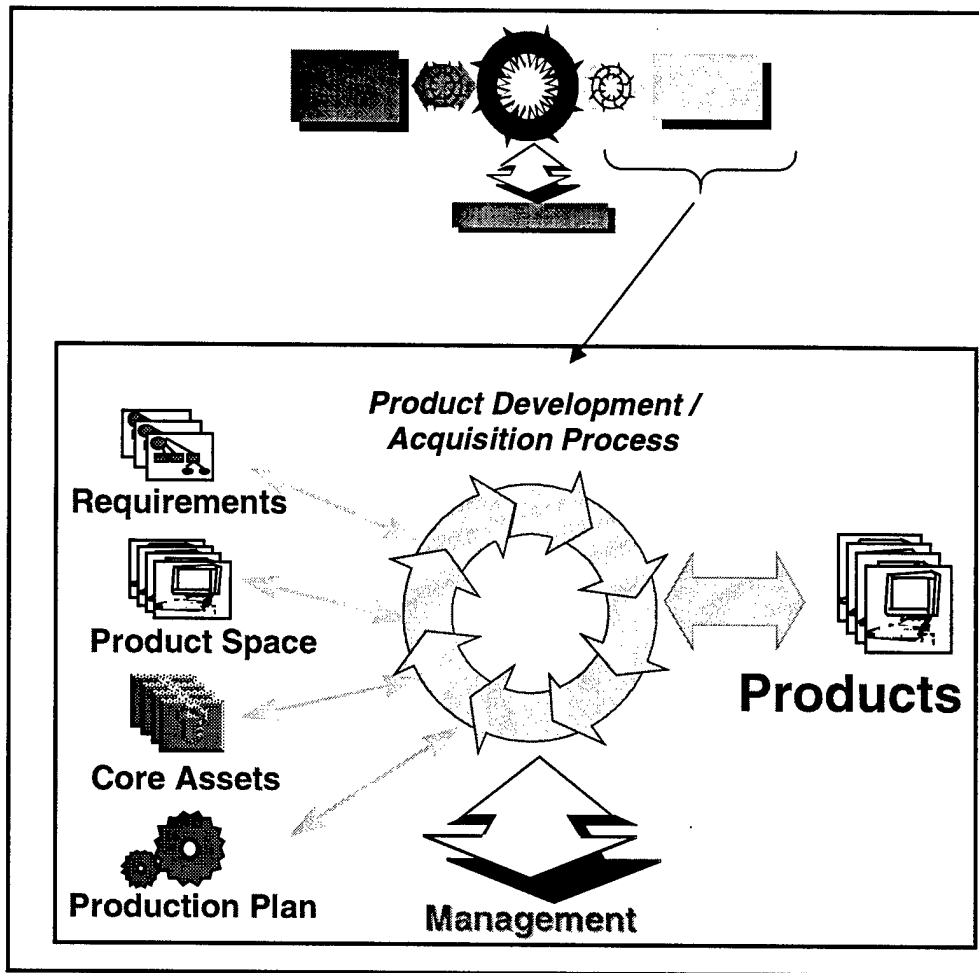 Product Development /
Acquisition Process
Requirements
Product Space
Core Assets
Production Plan
Products
Management